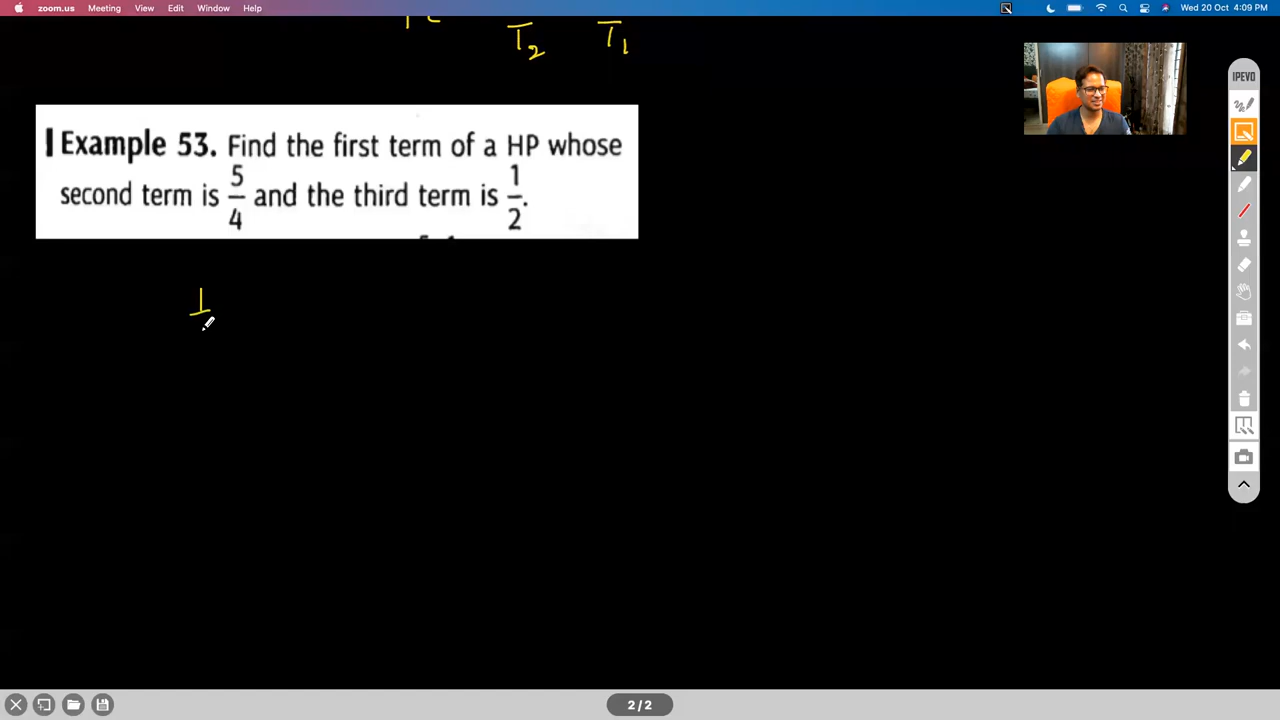 zoom.us Meeting View Edit Window Help Wed 20 Oct 4:09 PM
T2 T1
IPEVO
Example 53. Find the first term of a HP whose
second term is 5/4 and the third term is 1/2.
1
2 / 2